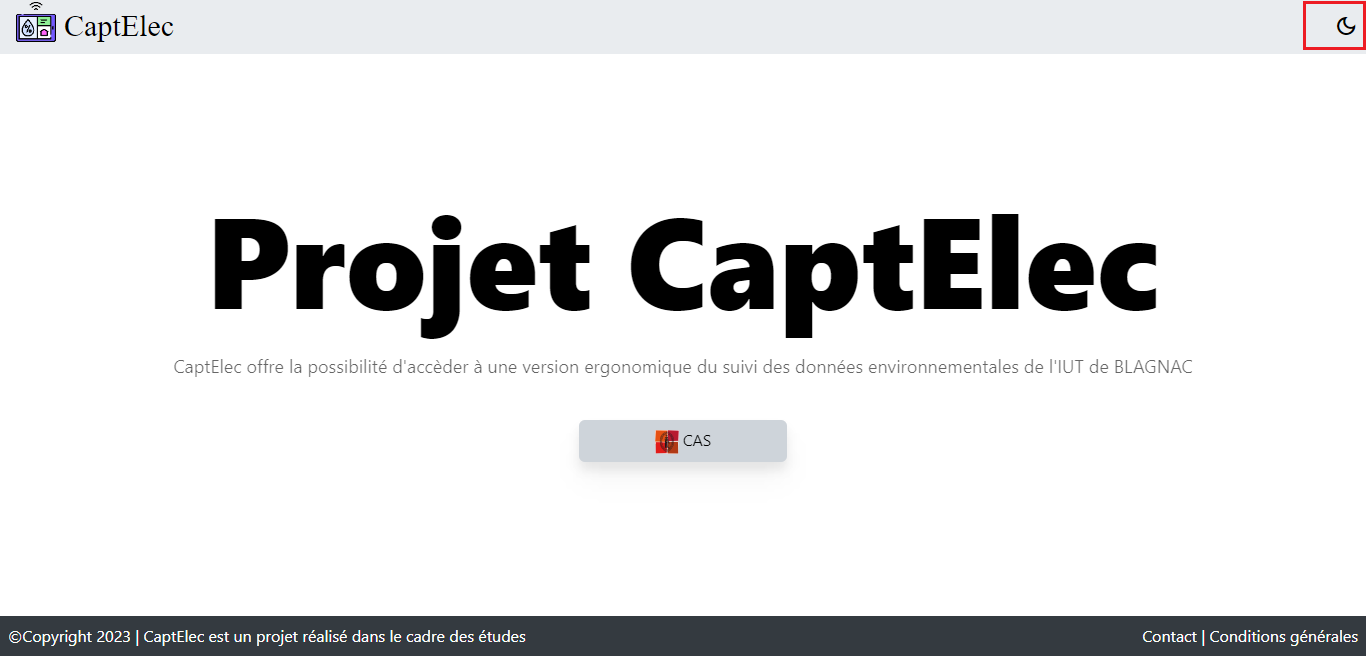 CaptElec
Projet CaptElec
CaptElec offre la possibilité d'accèder à une version ergonomique du suivi des données environnementales de l'IUT de BLAGNAC
CAS
©Copyright 2023 | CaptElec est un projet réalisé dans le cadre des études
Contact | Conditions générales